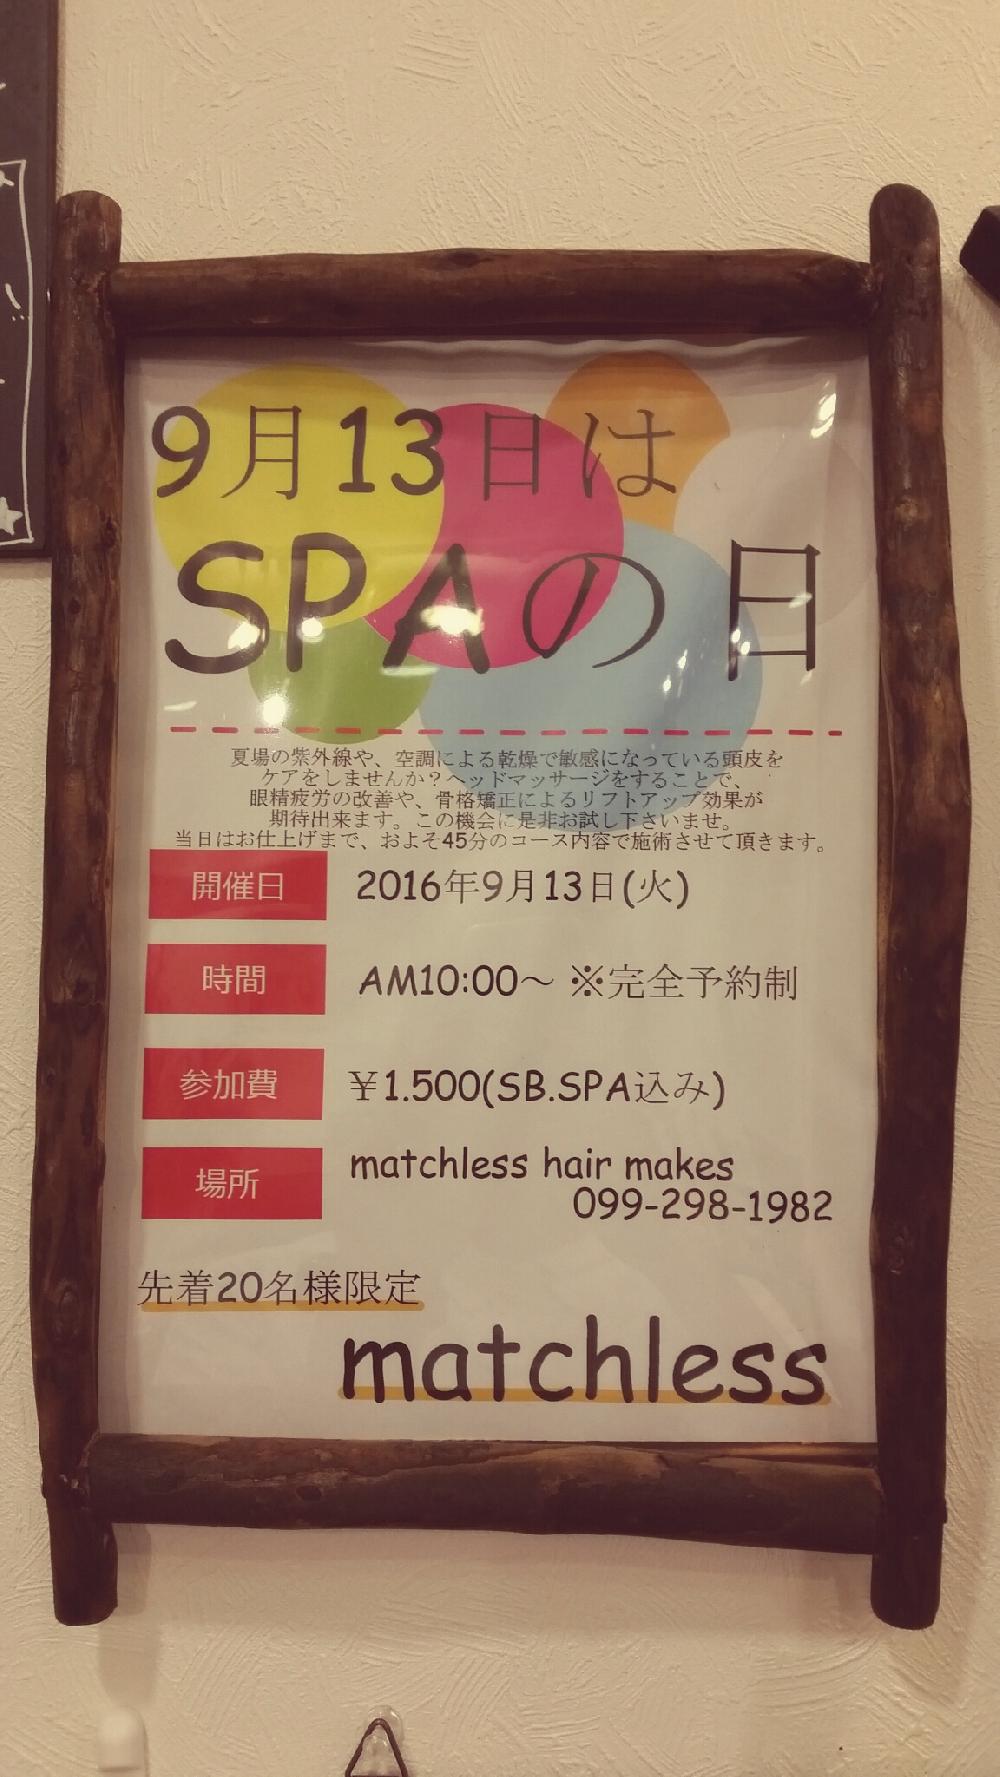 9月13日は
SPAの日
夏場の紫外線や、空調による乾燥で敏感になっている頭皮を
ケアをしませんか？ヘッドマッサージをすることで、
眼精疲労の改善や、骨格矯正によるリフトアップ効果が
期待出来ます。この機会に是非お試し下さいませ。
当日はお仕上げまで、およそ45分のコース内容で施術させて頂きます。
開催日 2016年9月13日(火)
時間 AM10:00～ ※完全予約制
参加費 ￥1.500(SB.SPA込み)
場所 matchless hair makes
099-298-1982
先着20名様限定
matchless